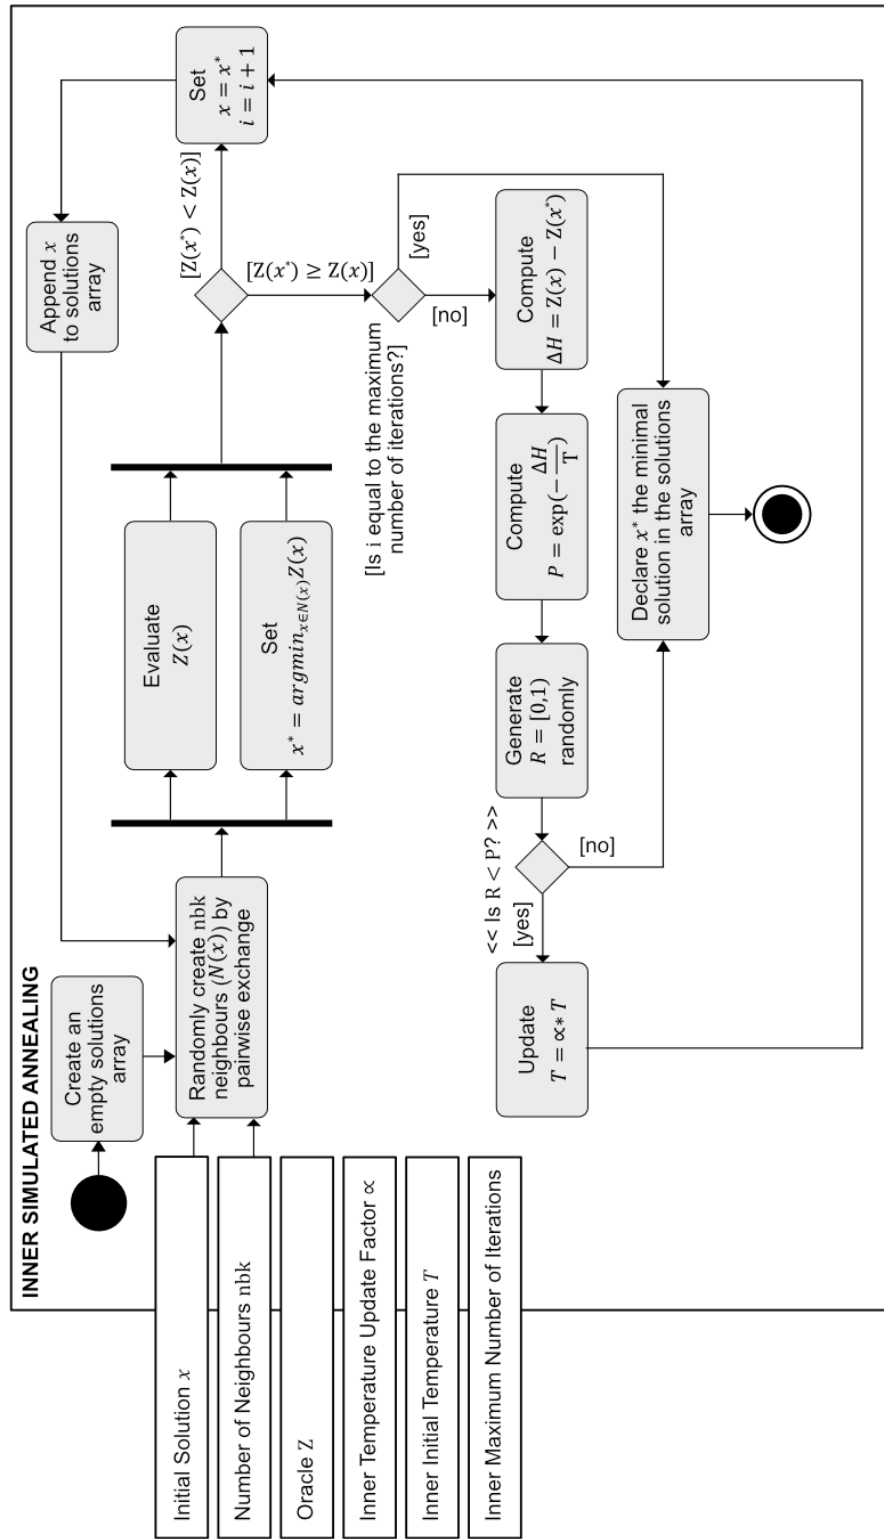 INNER SIMULATED ANNEALING
Initial Solution x
Number of Neighbours nbk
Oracle Z
Inner Temperature Update Factor ∝
Inner Initial Temperature T
Inner Maximum Number of Iterations
Create an
empty solutions
array
Randomly create nbk
neighbours (N(x)) by
pairwise exchange
Evaluate
Z(x)
Set
x* = argmin_{x∈N(x)} Z(x)
[Z(x*) < Z(x)]
Set
x = x*
i = i + 1
Append x
to solutions
array
[Z(x*) ≥ Z(x)]
[Is i equal to the maximum
number of iterations?]
[yes]
[no]
Compute
ΔH = Z(x) − Z(x*)
Compute
P = exp(−ΔH/T)
Generate
R = [0,1)
randomly
<< Is R < P? >>
[yes]
[no]
Update
T = ∝* T
Declare x* the minimal
solution in the solutions
array